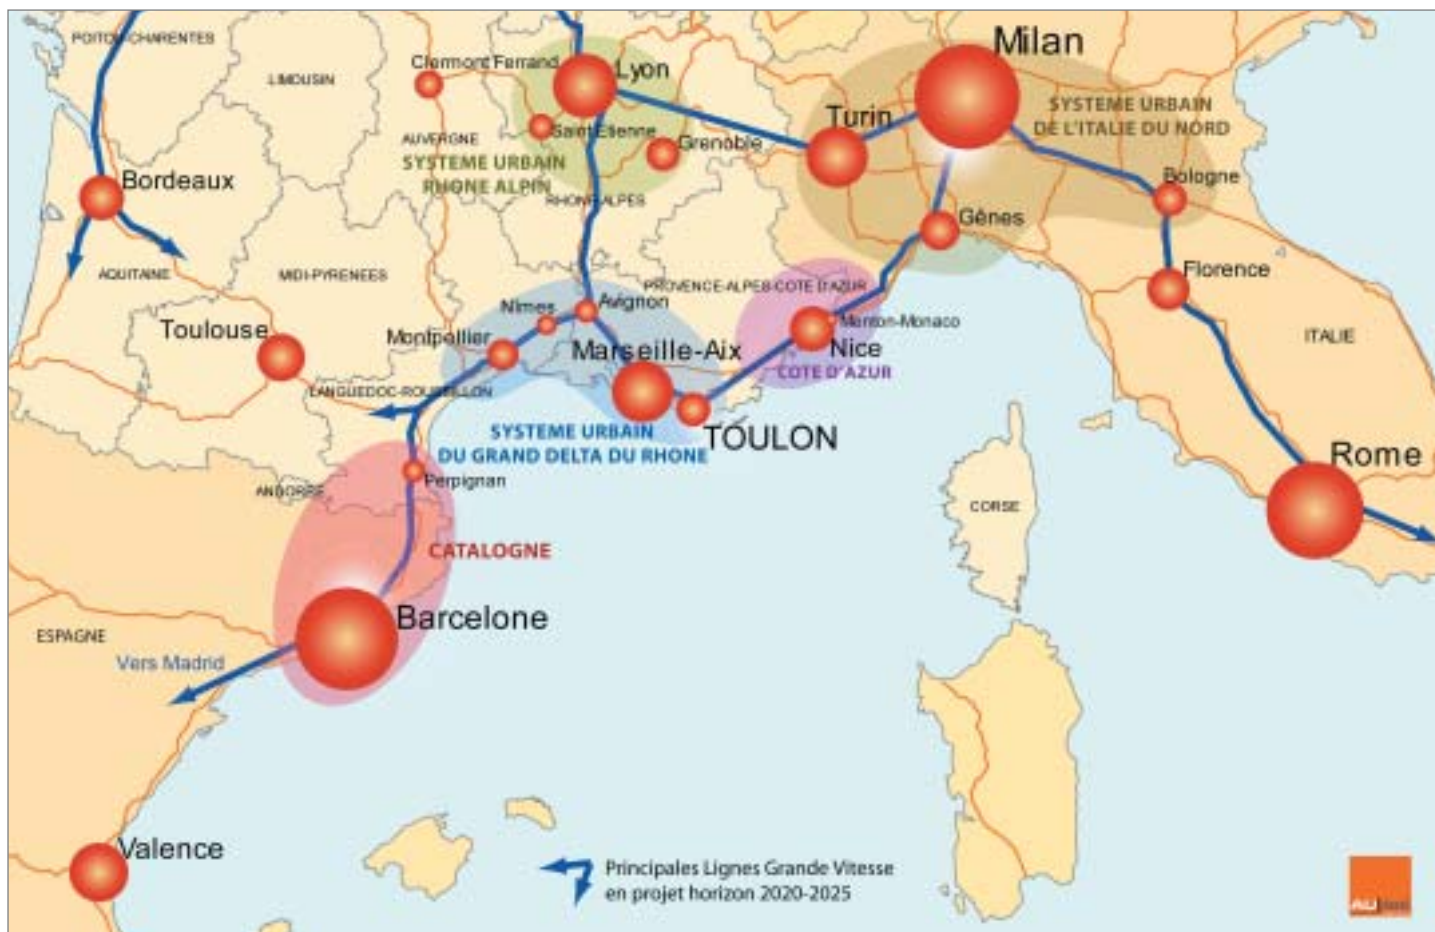 POITOU-CHARENTES
LIMOUSIN
Clermont Ferrand
Lyon
Milan
Turin
SYSTEME URBAIN
DE L'ITALIE DU NORD
AUVERGNE
Saint Etienne
Grenoble
SYSTEME URBAIN
RHONE ALPIN
Bordeaux
RHONE-ALPES
Bologne
Gênes
AQUITAINE
MIDI-PYRENEES
PROVENCE-ALPES-COTE D'AZUR
Florence
Nîmes
Avignon
Menton-Monaco
Toulouse
Montpellier
Marseille-Aix
Nice
ITALIE
COTE D'AZUR
LANGUEDOC-ROUSSILLON
SYSTEME URBAIN
DU GRAND DELTA DU RHONE
TOULON
Rome
Perpignan
ANDORRE
CORSE
CATALOGNE
Barcelone
ESPAGNE
Vers Madrid
Valence
Principales Lignes Grande Vitesse
en projet horizon 2020-2025